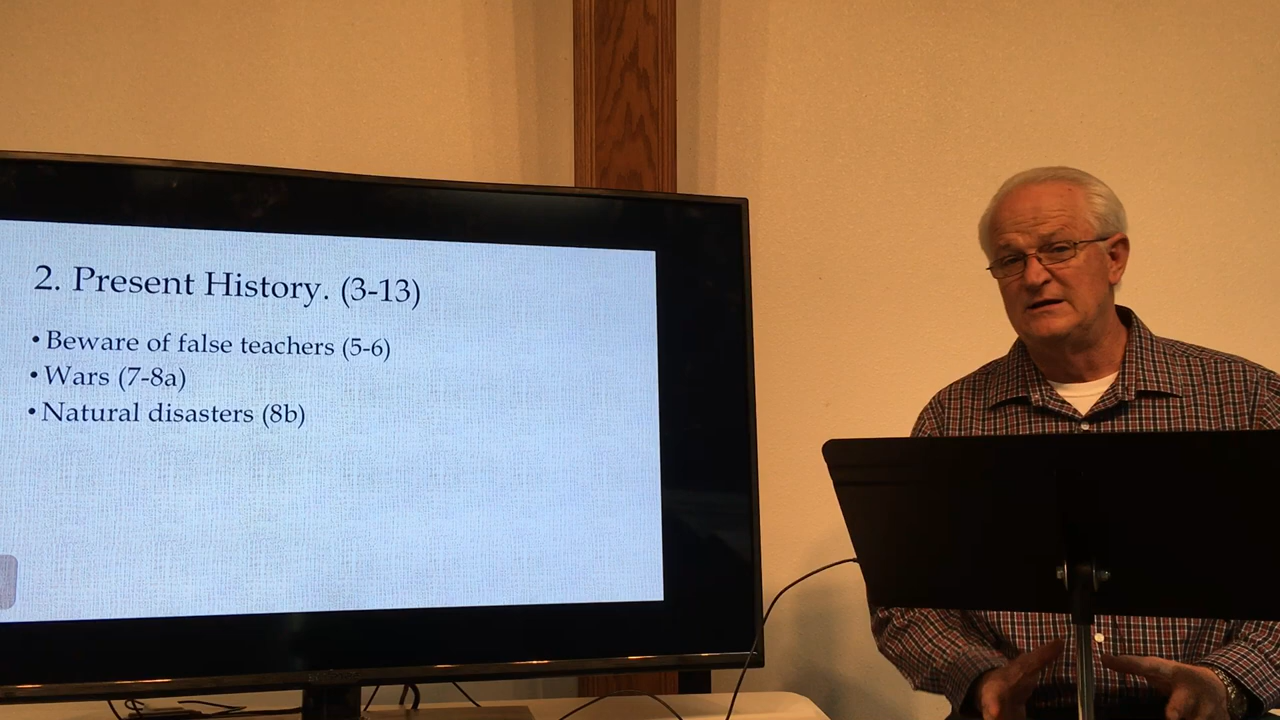 2. Present History. (3-13)
• Beware of false teachers (5-6)
• Wars (7-8a)
• Natural disasters (8b)